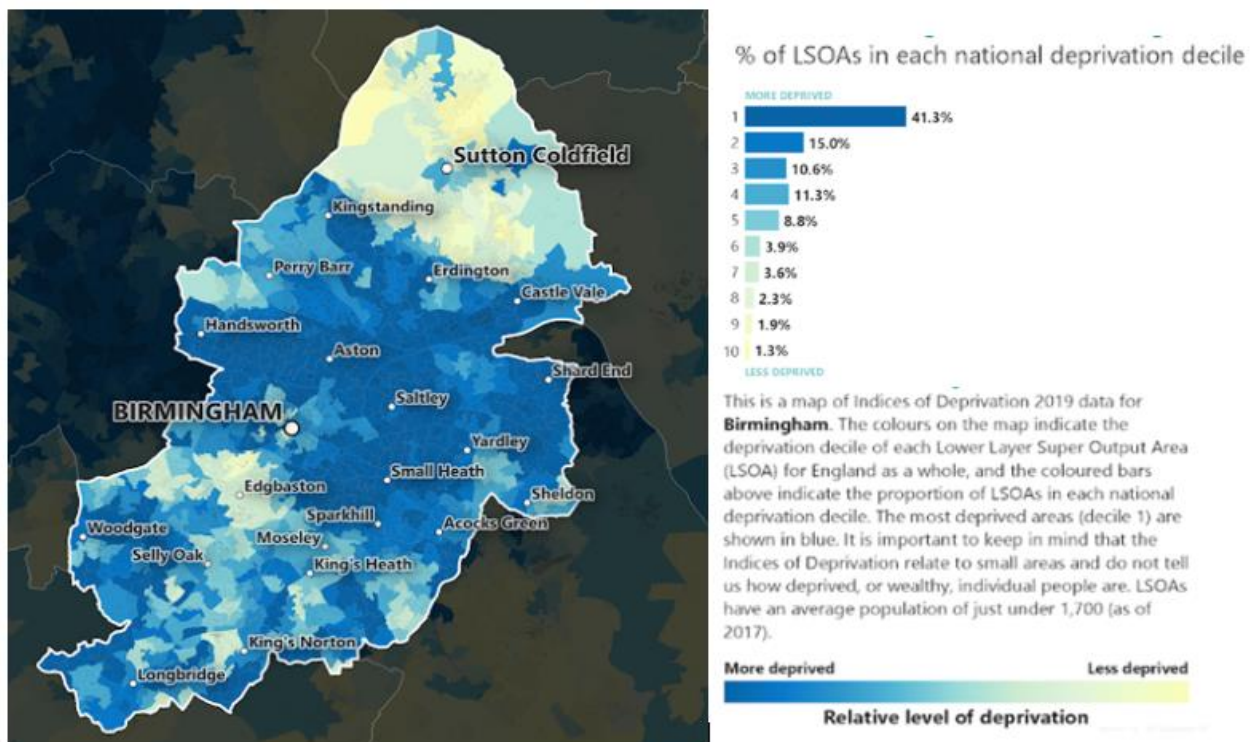 Sutton Coldfield
Kingstanding
Perry Barr
Erdington
Castle Vale
Handsworth
Aston
Shard End
Saltley
BIRMINGHAM
Yardley
Small Heath
Edgbaston
Sheldon
Sparkhill
Acocks Green
Woodgate
Moseley
Selly Oak
King's Heath
King's Norton
Longbridge
% of LSOAs in each national deprivation decile
MORE DEPRIVED
1 41.3%
2 15.0%
3 10.6%
4 11.3%
5 8.8%
6 3.9%
7 3.6%
8 2.3%
9 1.9%
10 1.3%
LESS DEPRIVED
This is a map of Indices of Deprivation 2019 data for
Birmingham. The colours on the map indicate the
deprivation decile of each Lower Layer Super Output Area
(LSOA) for England as a whole, and the coloured bars
above indicate the proportion of LSOAs in each national
deprivation decile. The most deprived areas (decile 1) are
shown in blue. It is important to keep in mind that the
Indices of Deprivation relate to small areas and do not tell
us how deprived, or wealthy, individual people are. LSOAs
have an average population of just under 1,700 (as of
2017).
More deprived Less deprived
Relative level of deprivation